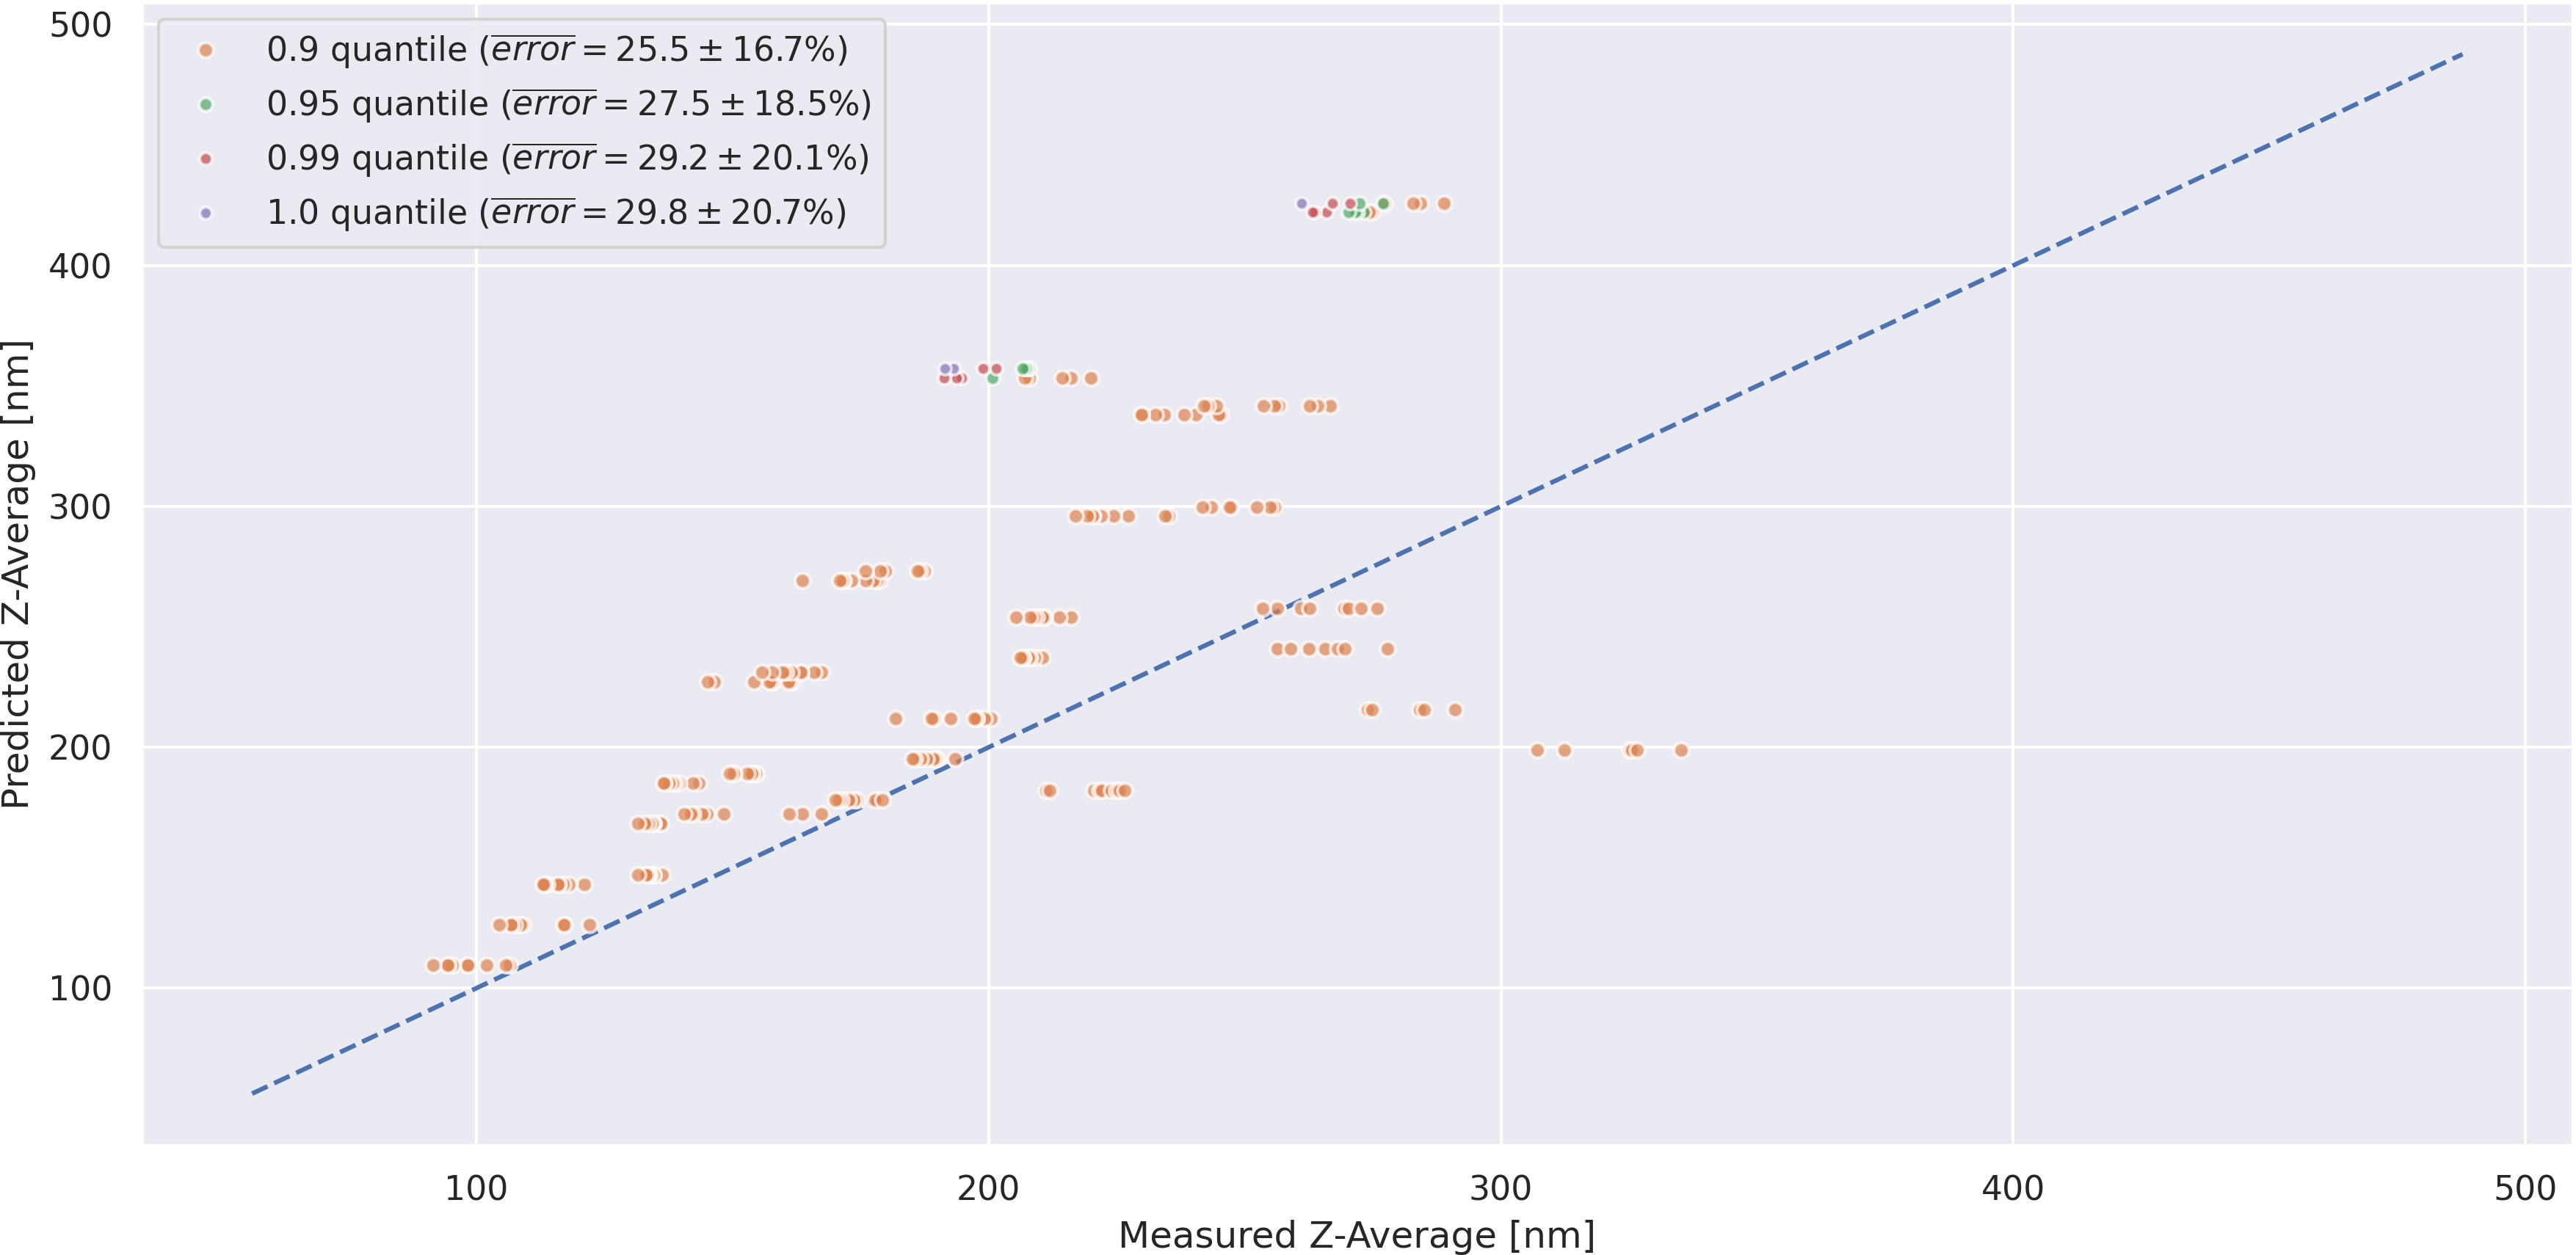 500
400
300
200
100
Predicted Z-Average [nm]
0.9 quantile (error = 25.5 ± 16.7%)
0.95 quantile (error = 27.5 ± 18.5%)
0.99 quantile (error = 29.2 ± 20.1%)
1.0 quantile (error = 29.8 ± 20.7%)
100 200 300 400 500
Measured Z-Average [nm]